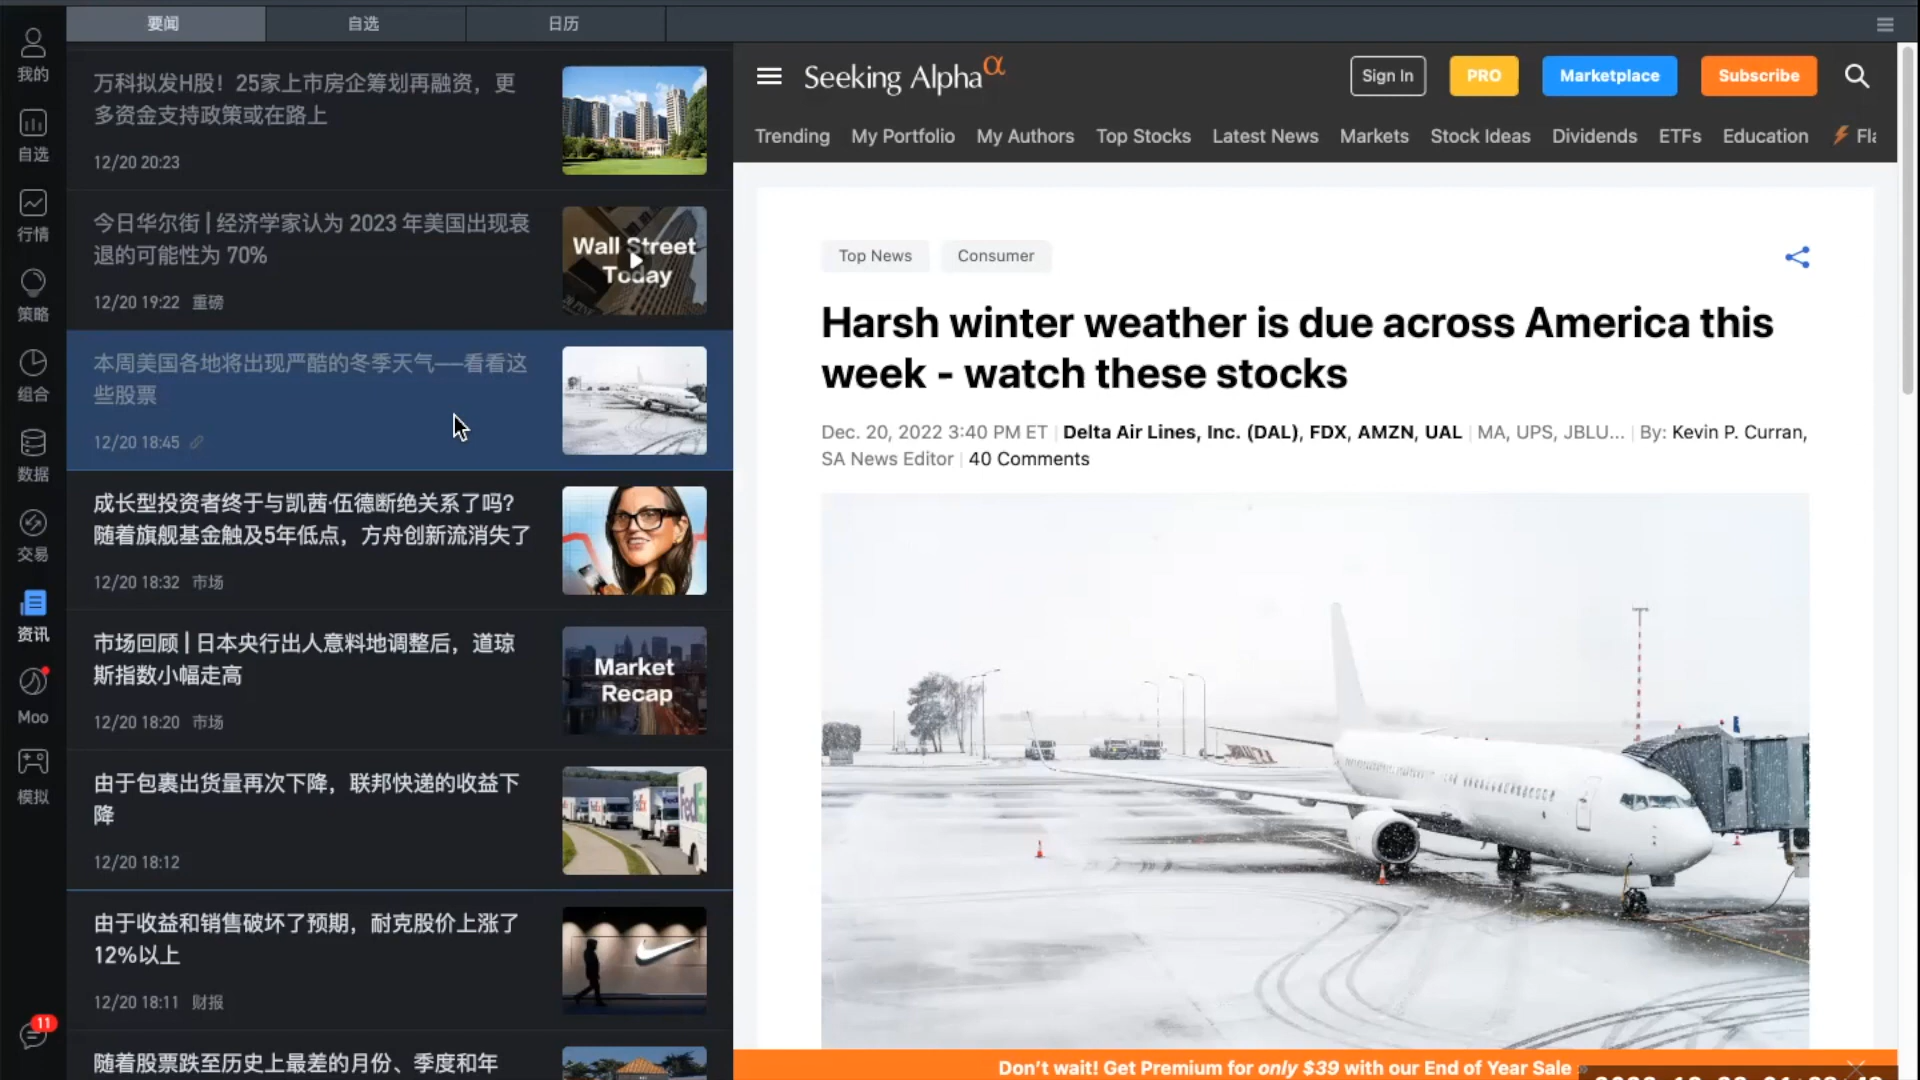 要闻
自选
日历
我的
自选
行情
策略
组合
数据
交易
资讯
Moo
模拟
11
万科拟发H股！25家上市房企筹划再融资，更
多资金支持政策或在路上
12/20 20:23
今日华尔街 | 经济学家认为 2023 年美国出现衰
退的可能性为 70%
12/20 19:22 重磅
Wall Street
Today
本周美国各地将出现严酷的冬季天气——看看这
些股票
12/20 18:45
成长型投资者终于与凯茜·伍德断绝关系了吗?
随着旗舰基金触及5年低点，方舟创新流消失了
12/20 18:32 市场
市场回顾 | 日本央行出人意料地调整后，道琼
斯指数小幅走高
12/20 18:20 市场
Market
Recap
由于包裹出货量再次下降，联邦快递的收益下
降
12/20 18:12
由于收益和销售破坏了预期，耐克股价上涨了
12%以上
12/20 18:11 财报
随着股票跌至历史上最差的月份、季度和年
Seeking Alphaα
Sign In
PRO
Marketplace
Subscribe
Trending My Portfolio My Authors Top Stocks Latest News Markets Stock Ideas Dividends ETFs Education
Top News
Consumer
Harsh winter weather is due across America this
week - watch these stocks
Dec. 20, 2022 3:40 PM ET | Delta Air Lines, Inc. (DAL), FDX, AMZN, UAL | MA, UPS, JBLU... | By: Kevin P. Curran,
SA News Editor | 40 Comments
Don't wait! Get Premium for only $39 with our End of Year Sale